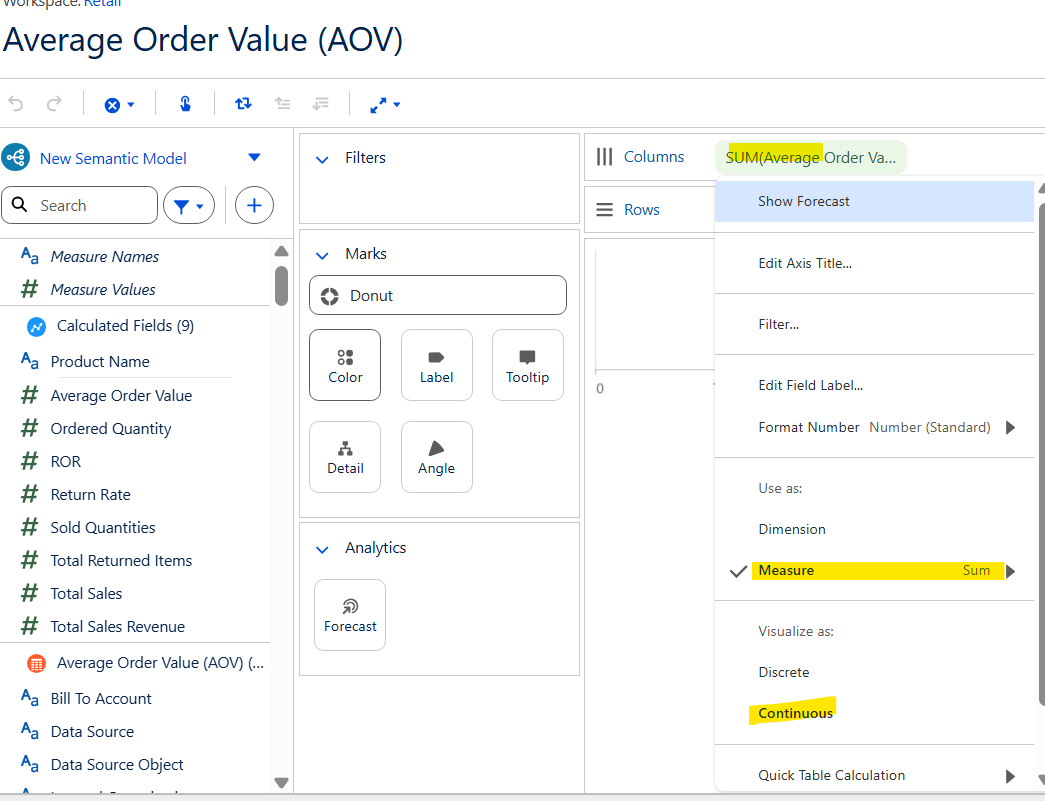 Workspace: Retail
Average Order Value (AOV)
New Semantic Model
Search
Measure Names
Measure Values
Calculated Fields (9)
Product Name
Average Order Value
Ordered Quantity
ROR
Return Rate
Sold Quantities
Total Returned Items
Total Sales
Total Sales Revenue
Average Order Value (AOV) (...
Bill To Account
Data Source
Data Source Object
Filters
Marks
Donut
Color
Label
Tooltip
Detail
Angle
Analytics
Forecast
Columns
SUM(Average Order Va...
Rows
0
Show Forecast
Edit Axis Title...
Filter...
Edit Field Label...
Format Number Number (Standard)
Use as:
Dimension
Measure Sum
Visualize as:
Discrete
Continuous
Quick Table Calculation